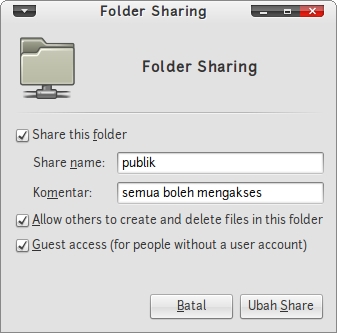 Folder Sharing
Folder Sharing
Share this folder
Share name: publik
Komentar: semua boleh mengakses
Allow others to create and delete files in this folder
Guest access (for people without a user account)
Batal Ubah Share